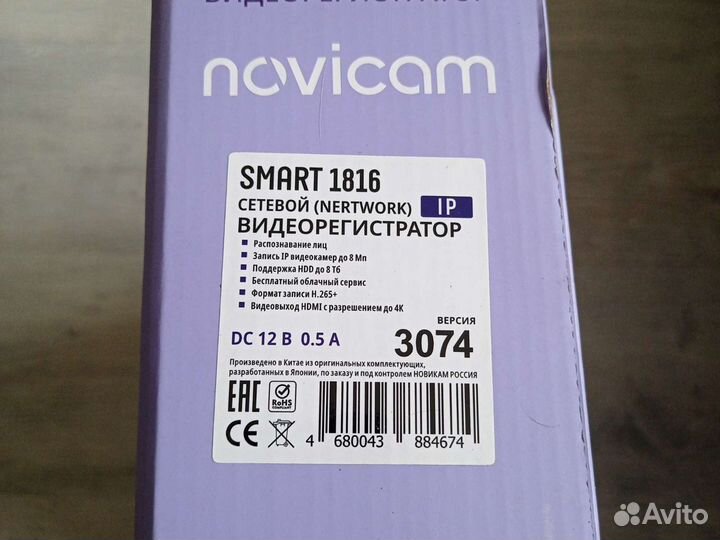 ВИДЕОРЕГИСТРАТОР
novicam
SMART 1816
СЕТЕВОЙ (NERTWORK) IP
ВИДЕОРЕГИСТРАТОР
Распознавание лиц
Запись IP видеокамер до 8 Мп
Поддержка HDD до 8 Тб
Бесплатный облачный сервис
Формат записи H.265+
Видеовыход HDMI с разрешением до 4K
ВЕРСИЯ
DC 12 В 0.5 А 3074
Произведено в Китае из оригинальных комплектующих,
разработанных в Японии, по заказу и под контролем НОВИКАМ РОССИЯ
EAC RoHS
COMPLIANT
CE 4 680043 884674
Avito